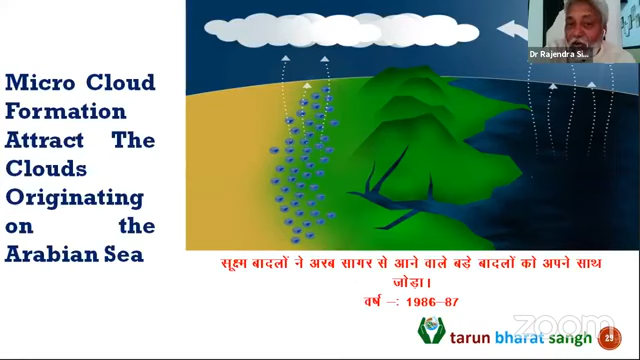 Dr Rajendra Si...
Micro Cloud
Formation
Attract The
Clouds
Originating
on the
Arabian Sea
सूक्ष्म बादलों ने अरब सागर से आने वाले बड़े बादलों को अपने साथ
जोड़ा।
वर्ष –: 1986–87
zoom
tarun bharat sangh
25